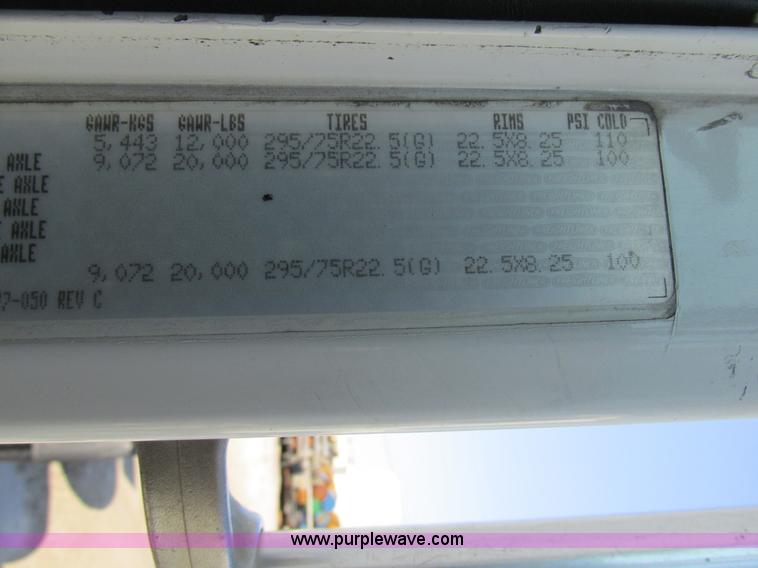 GAWR-KGS GAWR-LBS TIRES RIMS PSI COLD
5,443 12,000 295/75R22.5(G) 22.5X8.25 110
AXLE 9,072 20,000 295/75R22.5(G) 22.5X8.25 100
E AXLE
AXLE
E AXLE
AXLE
9,072 20,000 295/75R22.5(G) 22.5X8.25 100
7-050 REV C
www.purplewave.com